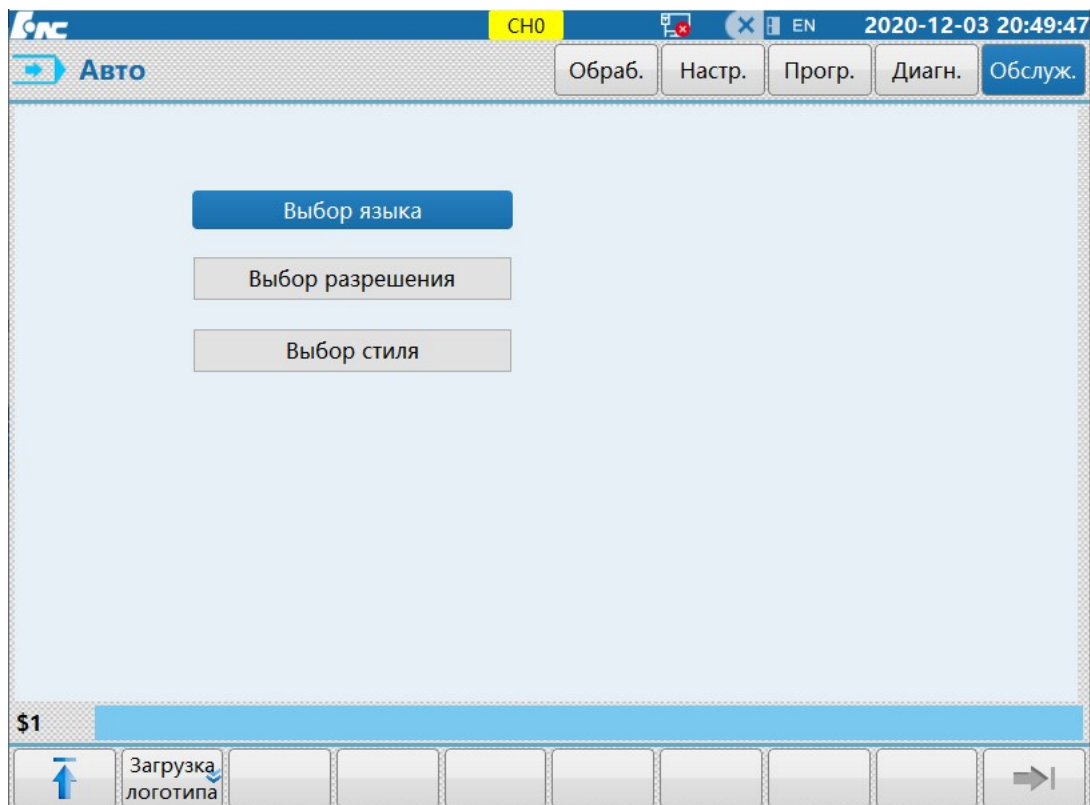 HNC CH0 EN 2020-12-03 20:49:47
Авто Обраб. Настр. Прогр. Диагн. Обслуж.
Выбор языка
Выбор разрешения
Выбор стиля
$1
Загрузка
логотипа